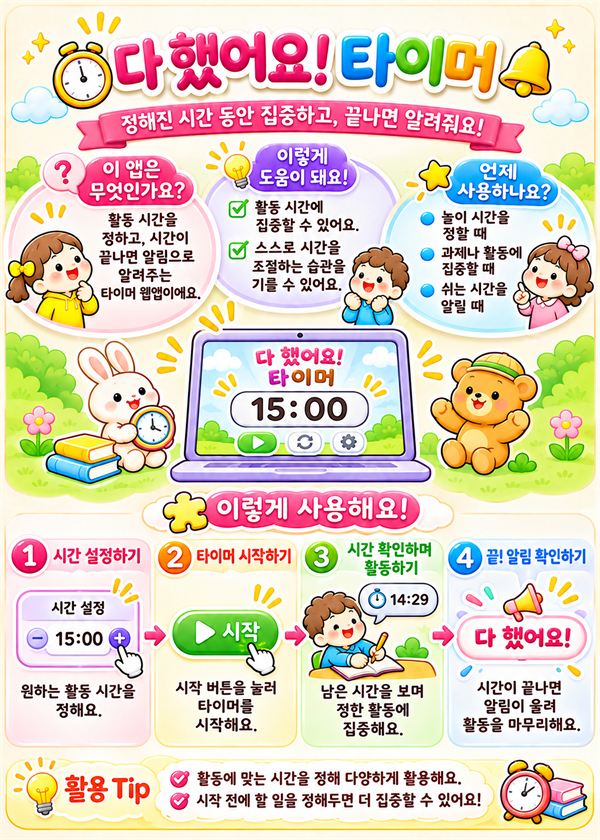 다 했어요! 타이머
정해진 시간 동안 집중하고, 끝나면 알려줘요!
?
이 앱은
무엇인가요?
활동 시간을
정하고, 시간이
끝나면 알림으로
알려주는
타이머 웹앱이에요.
이렇게
도움이 돼요!
활동 시간에
집중할 수 있어요.
스스로 시간을
조절하는 습관을
기를 수 있어요.
언제
사용하나요?
놀이 시간을
정할 때
과제나 활동에
집중할 때
쉬는 시간을
알릴 때
다 했어요!
타이머
15:00
이렇게 사용해요!
1 시간 설정하기
시간 설정
- 15:00 +
원하는 활동 시간을
정해요.
2 타이머 시작하기
시작
시작 버튼을 눌러
타이머를
시작해요.
3 시간 확인하며
활동하기
14:29
남은 시간을 보며
정한 활동에
집중해요.
4 끝! 알림 확인하기
다 했어요!
시간이 끝나면
알림이 울려
활동을 마무리해요.
활용 Tip
활동에 맞는 시간을 정해 다양하게 활용해요.
시작 전에 할 일을 정해두면 더 집중할 수 있어요!